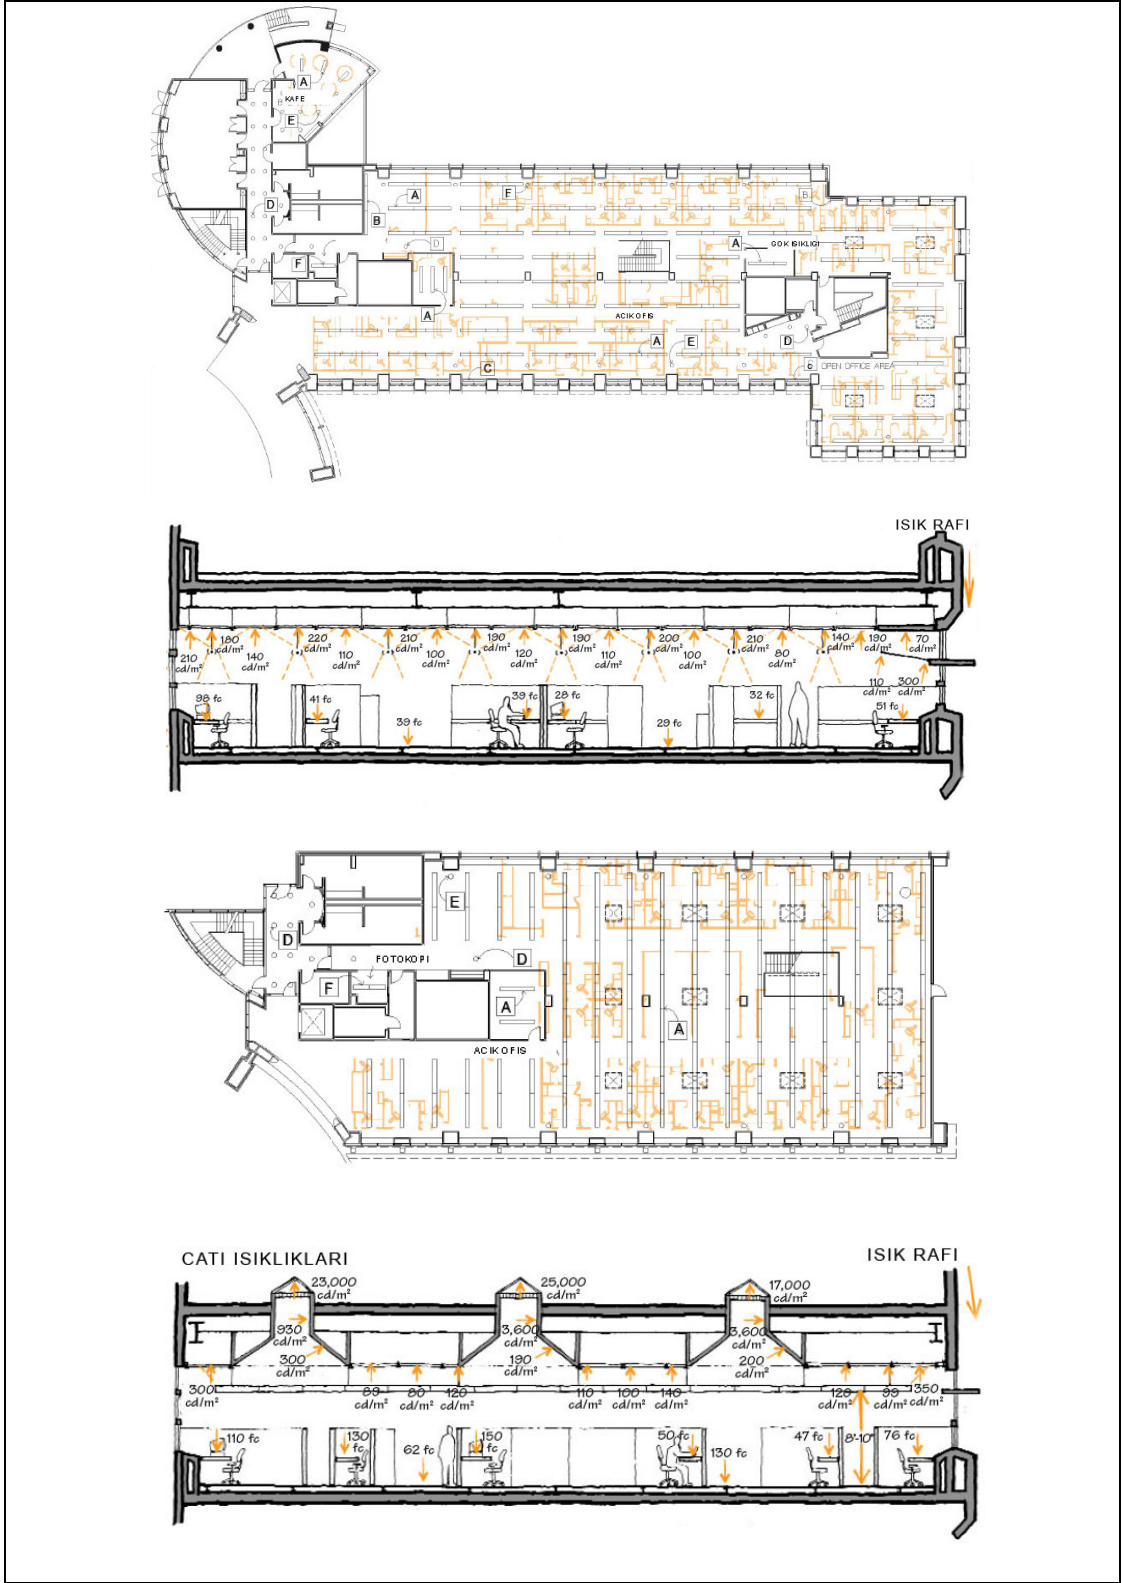 A
KAFE
E
D
A
F
B
B
D
A
GOK ISIKLIGI
F
A
ACIK OFIS
A
E
D
C
C OPEN OFFICE AREA
ISIK RAFI
180 cd/m²
220 cd/m²
210 cd/m²
190 cd/m²
190 cd/m²
200 cd/m²
210 cd/m²
140 cd/m²
190 cd/m²
70 cd/m²
210 cd/m²
140 cd/m²
110 cd/m²
100 cd/m²
120 cd/m²
110 cd/m²
100 cd/m²
80 cd/m²
110 cd/m²
300 cd/m²
98 fc
41 fc
39 fc
39 fc
28 fc
29 fc
32 fc
51 fc
E
D
FOTOKOPI
D
F
A
A
ACIK OFIS
CATI ISIKLIKLARI
ISIK RAFI
23,000 cd/m²
25,000 cd/m²
17,000 cd/m²
930 cd/m²
3,600 cd/m²
3,600 cd/m²
300 cd/m²
190 cd/m²
200 cd/m²
300 cd/m²
80 cd/m²
120 cd/m²
110 cd/m²
100 cd/m²
140 cd/m²
120 cd/m²
99 cd/m²
350 cd/m²
110 fc
130 fc
62 fc
150 fc
50 fc
130 fc
47 fc
8'-10"
76 fc